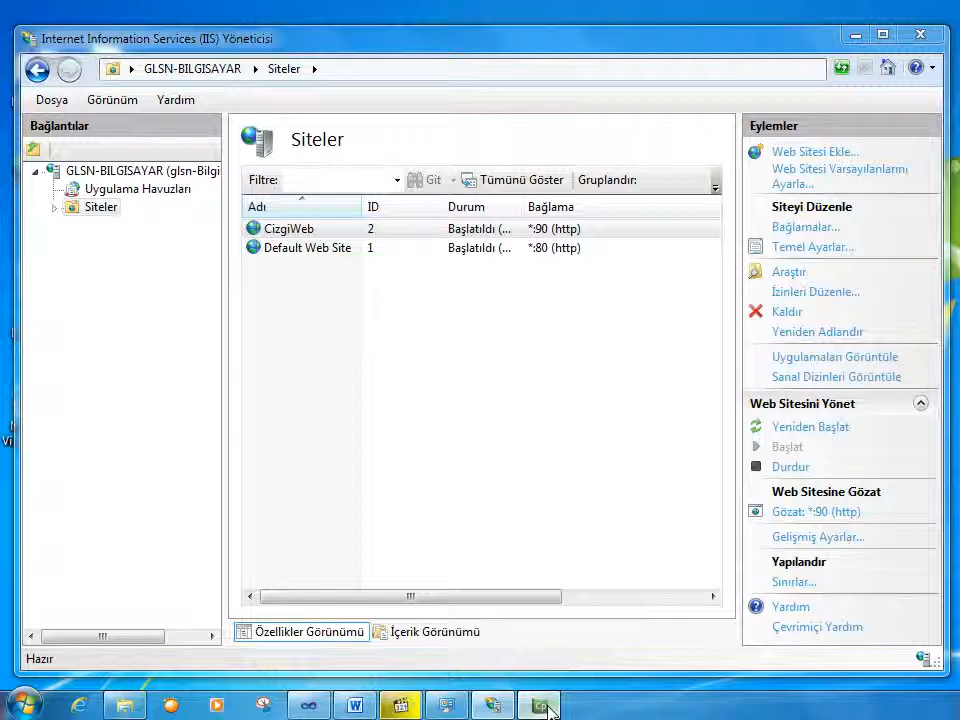 Internet Information Services (IIS) Yöneticisi
GLSN-BILGISAYAR
Siteler
Dosya Görünüm Yardım
Bağlantılar
GLSN-BILGISAYAR (glsn-Bilgi
Uygulama Havuzları
Siteler
Siteler
Filtre: Git Tümünü Göster Gruplandır:
Adı ID Durum Bağlama
CizgiWeb 2 Başlatıldı (... *:90 (http)
Default Web Site 1 Başlatıldı (... *:80 (http)
Özellikler Görünümü İçerik Görünümü
Eylemler
Web Sitesi Ekle...
Web Sitesi Varsayılanlarını
Ayarla...
Siteyi Düzenle
Bağlamalar...
Temel Ayarlar...
Araştır
İzinleri Düzenle...
Kaldır
Yeniden Adlandır
Uygulamaları Görüntüle
Sanal Dizinleri Görüntüle
Web Sitesini Yönet
Yeniden Başlat
Başlat
Durdur
Web Sitesine Gözat
Gözat: *:90 (http)
Gelişmiş Ayarlar...
Yapılandır
Sınırlar...
Yardım
Çevrimiçi Yardım
Hazır